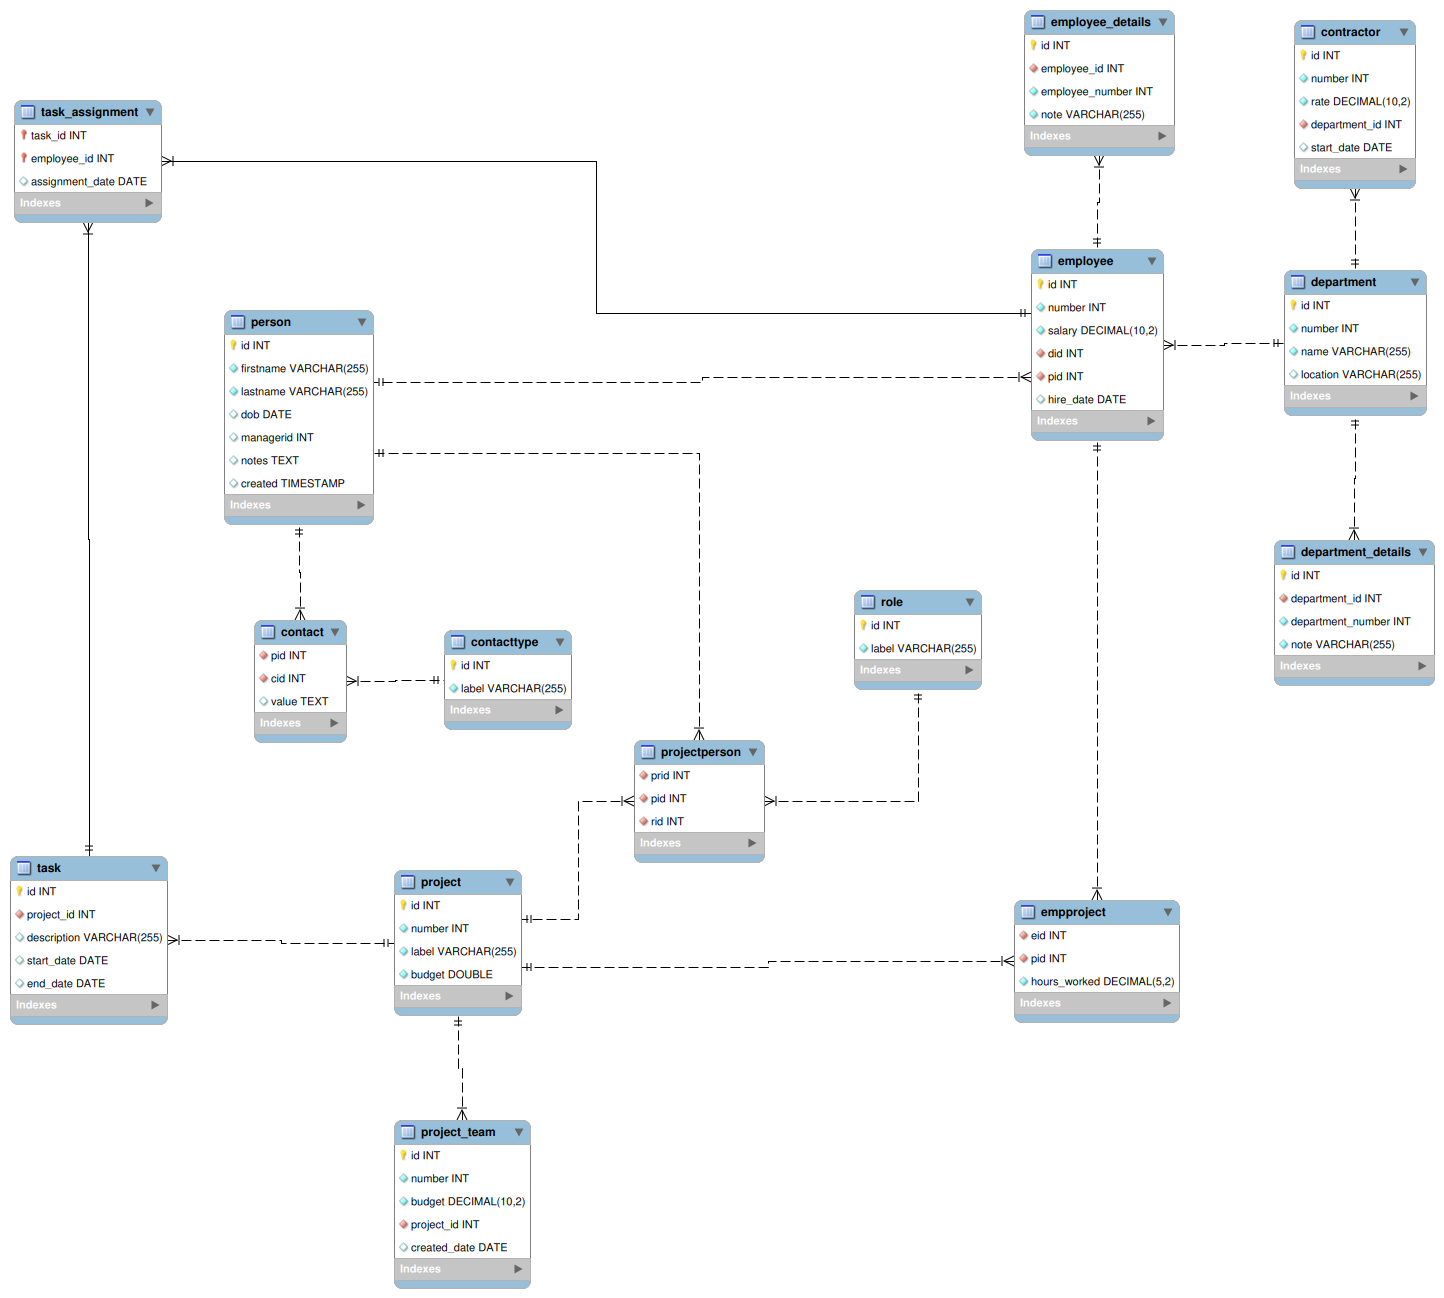 employee_details
id INT
employee_id INT
employee_number INT
note VARCHAR(255)
Indexes
contractor
id INT
number INT
rate DECIMAL(10,2)
department_id INT
start_date DATE
Indexes
task_assignment
task_id INT
employee_id INT
assignment_date DATE
Indexes
employee
id INT
number INT
salary DECIMAL(10,2)
did INT
pid INT
hire_date DATE
Indexes
department
id INT
number INT
name VARCHAR(255)
location VARCHAR(255)
Indexes
person
id INT
firstname VARCHAR(255)
lastname VARCHAR(255)
dob DATE
managerid INT
notes TEXT
created TIMESTAMP
Indexes
department_details
id INT
department_id INT
department_number INT
note VARCHAR(255)
Indexes
role
id INT
label VARCHAR(255)
Indexes
contact
pid INT
cid INT
value TEXT
Indexes
contacttype
id INT
label VARCHAR(255)
Indexes
projectperson
prid INT
pid INT
rid INT
Indexes
task
id INT
project_id INT
description VARCHAR(255)
start_date DATE
end_date DATE
Indexes
project
id INT
number INT
label VARCHAR(255)
budget DOUBLE
Indexes
empproject
eid INT
pid INT
hours_worked DECIMAL(5,2)
Indexes
project_team
id INT
number INT
budget DECIMAL(10,2)
project_id INT
created_date DATE
Indexes